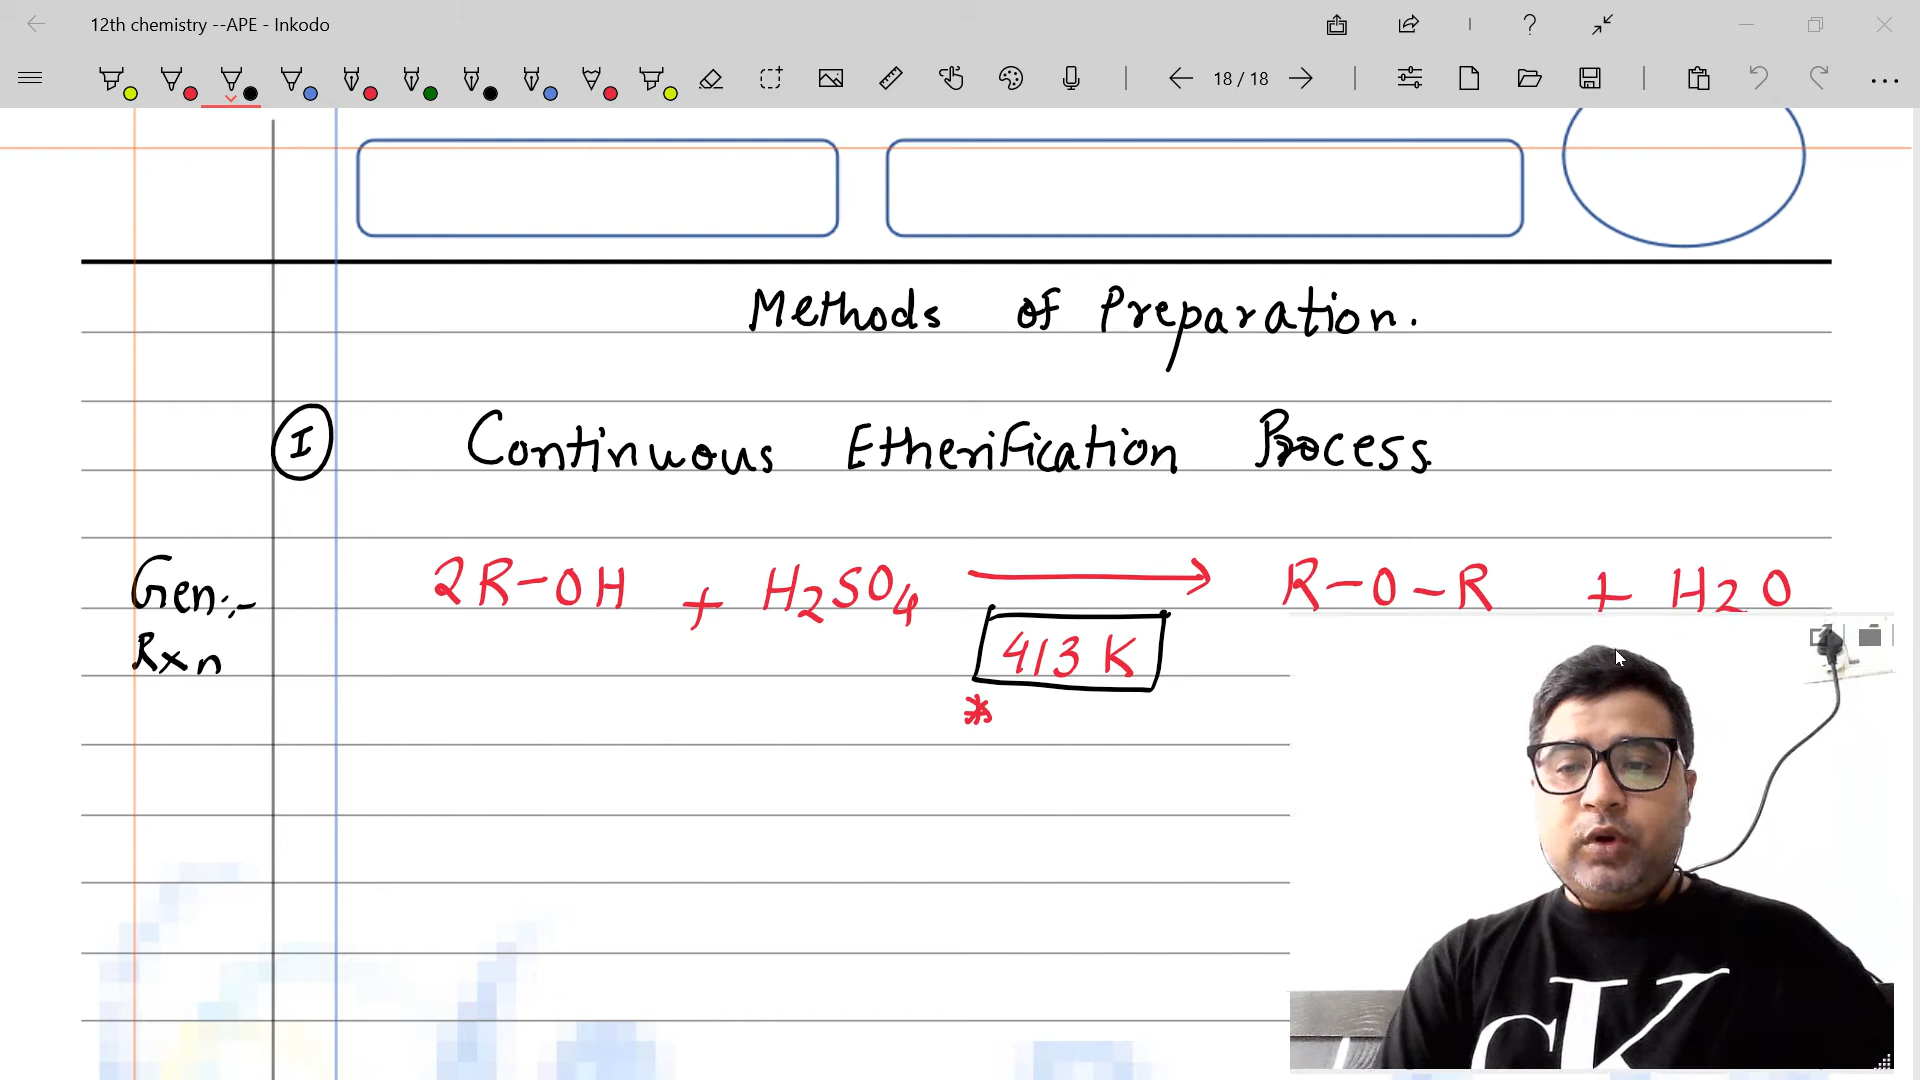 12th chemistry --APE - Inkodo
18 / 18
Methods of Preparation.
I Continuous Etherification Process
Gen:- 2R-OH + H2SO4 → R-O-R + H2O
Rxn 413 K
*
CK